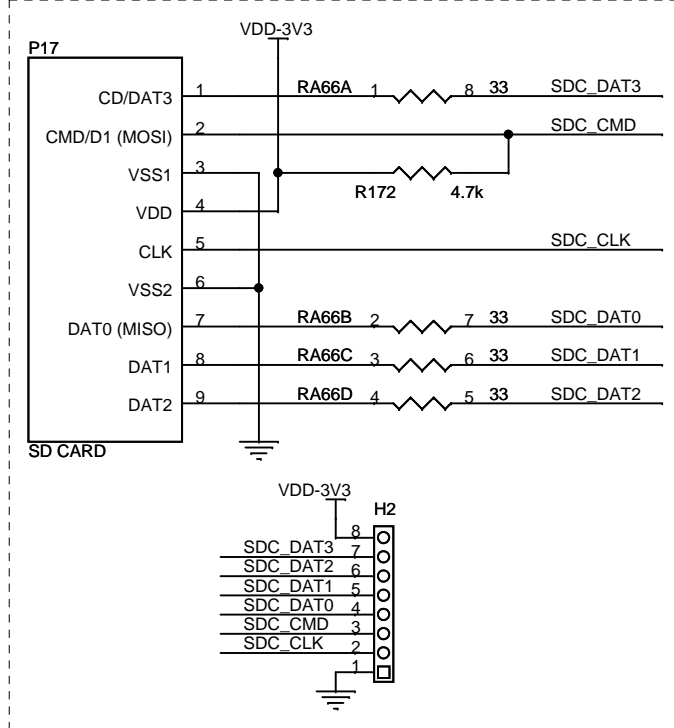 VDD-3V3
P17
CD/DAT3 1 RA66A 1 8 33 SDC_DAT3
CMD/D1 (MOSI) 2 SDC_CMD
VSS1 3
R172 4.7k
VDD 4
CLK 5 SDC_CLK
VSS2 6
DAT0 (MISO) 7 RA66B 2 7 33 SDC_DAT0
DAT1 8 RA66C 3 6 33 SDC_DAT1
DAT2 9 RA66D 4 5 33 SDC_DAT2
SD CARD
VDD-3V3
H2
8
SDC_DAT3 7
SDC_DAT2 6
SDC_DAT1 5
SDC_DAT0 4
SDC_CMD 3
SDC_CLK 2
1